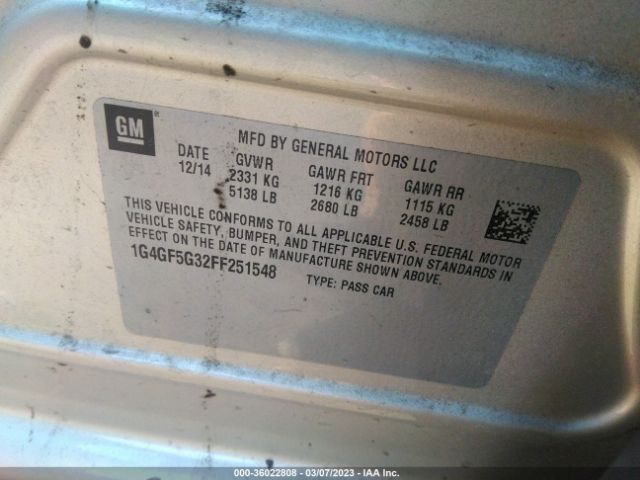 GM®
MFD BY GENERAL MOTORS LLC
DATE GVWR GAWR FRT GAWR RR
12/14 2331 KG 1216 KG 1115 KG
5138 LB 2680 LB 2458 LB
THIS VEHICLE CONFORMS TO ALL APPLICABLE U.S. FEDERAL MOTOR
VEHICLE SAFETY, BUMPER, AND THEFT PREVENTION STANDARDS IN
EFFECT ON THE DATE OF MANUFACTURE SHOWN ABOVE.
1G4GF5G32FF251548 TYPE: PASS CAR
000-36022808 - 03/07/2023 - IAA Inc.